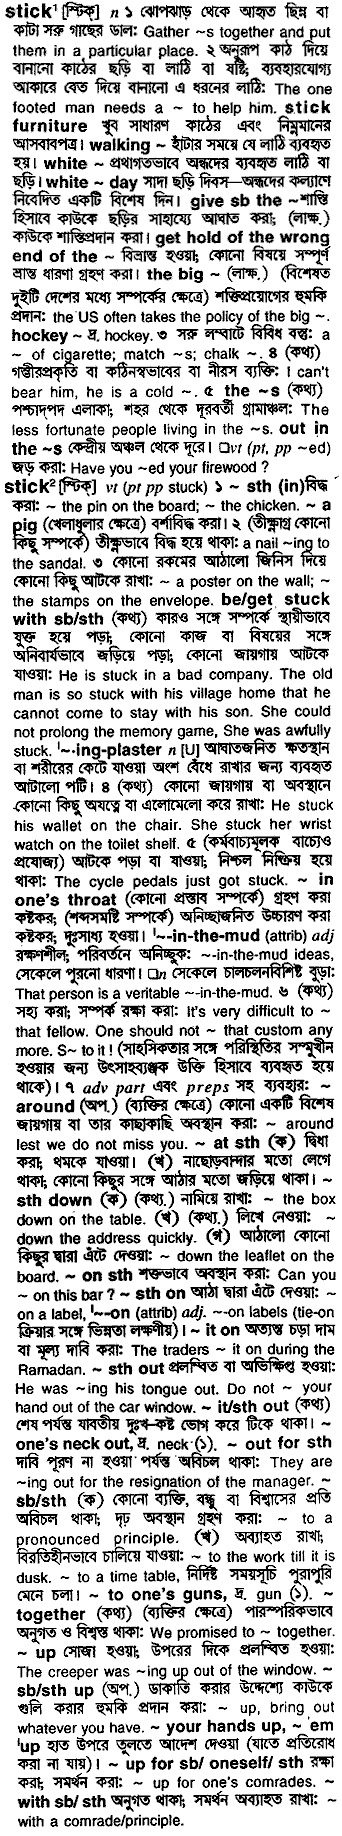 stick¹ [স্টিক্] n ১ ঝোপঝাড় থেকে আহৃত ছিন্ন বা
কাটা সরু গাছের ডাল: Gather ~s together and put
them in a particular place. ২ অনুরূপ কাঠ দিয়ে
বানানো কাঠের ছড়ি বা লাঠি বা যষ্টি; ব্যবহারযোগ্য
আকারে বেত দিয়ে বানানো এ ধরনের লাঠি: The one
footed man needs a ~ to help him. stick
furniture খুব সাধারণ কাঠের এবং নিম্নমানের
আসবাবপত্র। walking ~ হাঁটার সময়ে যে লাঠি ব্যবহৃত
হয়। white ~ প্রথাগতভাবে অন্ধদের ব্যবহৃত লাঠি বা
ছড়ি। white ~ day সাদা ছড়ি দিবস—অন্ধদের কল্যাণে
নিবেদিত একটি বিশেষ দিন। give sb the ~শাস্তি
হিসাবে কাউকে ছড়ির সাহায্যে আঘাত করা; (লাক্ষ.)
কাউকে শাস্তিপ্রদান করা। get hold of the wrong
end of the ~ বিভ্রান্ত হওয়া; কোনো বিষয়ে সম্পূর্ণ
ভ্রান্ত ধারণা গ্রহণ করা। the big ~ (লাক্ষ.) (বিশেষত
দুইটি দেশের মধ্যে সম্পর্কের ক্ষেত্রে) শক্তিপ্রয়োগের হুমকি
প্রদান: the US often takes the policy of the big ~.
hockey ~ দ্র. hockey. ৩ সরু লম্বাটে বিবিধ বস্তু: a
~ of cigarette; match ~s; chalk ~. ৪ (কথ্য)
গম্ভীরপ্রকৃতি বা কঠিনস্বভাবের বা নীরস ব্যক্তি: I can't
bear him, he is a cold ~. ৫ the ~s (কথ্য)
পশ্চাদপদ এলাকা; শহর থেকে দূরবর্তী গ্রামাঞ্চল: The
less fortunate people living in the ~s. out in
the ~s কেন্দ্রীয় অঞ্চল থেকে দূরে। □vt (pt, pp ~ed)
জড় করা: Have you ~ed your firewood ?
stick² [স্টিক্] vt (pt pp stuck) ১ ~ sth (in)বিদ্ধ
করা: ~ the pin on the board; ~ the chicken. ~ a
pig (খেলাধুলার ক্ষেত্রে) বর্শাবিদ্ধ করা। ২ (তীক্ষ্ণাগ্র কোনো
কিছু সম্পর্কে) তীক্ষ্ণভাবে বিদ্ধ হয়ে থাকা: a nail ~ing to
the sandal. ৩ কোনো রকমের আঠালো জিনিস দিয়ে
কোনো কিছু আটকে রাখা: ~ a poster on the wall; ~
the stamps on the envelope. be/get stuck
with sb/sth (কথ্য) কারও সঙ্গে সম্পর্কে স্থায়ীভাবে
যুক্ত হয়ে পড়া; কোনো কাজ বা বিষয়ের সঙ্গে
অনিবার্যভাবে জড়িয়ে পড়া; কোনো জায়গায় আটকে
যাওয়া: He is stuck in a bad company. The old
man is so stuck with his village home that he
cannot come to stay with his son. She could
not prolong the memory game, She was awfully
stuck. ˈ~·ing-plaster n [U] আঘাতজনিত ক্ষতস্থান
বা শরীরের কেটে যাওয়া অংশ বেঁধে রাখার জন্য ব্যবহৃত
আটালো পটি। ৪ (কথ্য) কোনো জায়গা বা অবস্থানে
কোনো কিছু অযত্নে বা এলোমেলো করে রাখা: He stuck
his wallet on the chair. She stuck her wrist
watch on the toilet shelf. ৫ (কর্মবাচ্যমূলক বাচ্যেও
প্রযোজ্য) আটকে পড়া বা যাওয়া; নিশ্চল নিষ্ক্রিয় হয়ে
থাকা: The cycle pedals just got stuck. ~ in
one's throat (কোনো প্রস্তাব সম্পর্কে) গ্রহণ করা
কষ্টকর; (শব্দসমষ্টি সম্পর্কে) অনিচ্ছাজনিত উচ্চারণ করা
কষ্টকর; দুঃসাধ্য হওয়া। ˈ~-in-the-mud (attrib) adj
রক্ষণশীল; পরিবর্তনে অনিচ্ছুক: ~-in-the-mud ideas,
সেকেলে পুরনো ধারণা। □n সেকেলে চালচলনবিশিষ্ট বুড়া:
That person is a veritable ~-in-the-mud. ৬ (কথ্য)
সহ্য করা; সম্পর্ক রক্ষা করা: It's very difficult to ~
that fellow. One should not ~ that custom any
more. S~ to it ! (সাহসিকতার সঙ্গে পরিস্থিতির সম্মুখীন
হওয়ার জন্য উৎসাহব্যঞ্জক উক্তি হিসাবে ব্যবহৃত হয়ে
থাকে)। ৭ adv part এবং preps সহ ব্যবহার: ~
around (অপ.) (ব্যক্তির ক্ষেত্রে) কোনো একটি বিশেষ
জায়গায় বা তার কাছাকাছি অবস্থান করা: ~ around
lest we do not miss you. ~ at sth (ক) দ্বিধা
করা; থমকে যাওয়া। (খ) নাছোড়বান্দার মতো লেগে
থাকা; কোনো কিছুর সঙ্গে আঠার মতো জড়িয়ে থাকা। ~
sth down (ক) (কথ্য.) নামিয়ে রাখা: ~ the box
down on the table. (খ) (কথ্য.) লিখে নেওয়া: ~
down the address quickly. (গ) আঠালো কোনো
কিছুর দ্বারা এঁটে দেওয়া: ~ down the leaflet on the
board. ~ on sth শক্তভাবে অবস্থান করা: Can you
~ on this bar ? ~ sth on আঠা দ্বারা এঁটে দেওয়া: ~
on a label, ˈ~-on (attrib) adj. ~-on labels (tie-on
ক্রিয়ার সঙ্গে ভিন্নতা লক্ষণীয়)। ~ it on অত্যন্ত চড়া দাম
বা মূল্য দাবি করা: The traders ~ it on during the
Ramadan. ~ sth out প্রলম্বিত বা অভিক্ষিপ্ত হওয়া:
He was ~ing his tongue out. Do not ~ your
hand out of the car window. ~ it/sth out (কথ্য)
শেষ পর্যন্ত যাবতীয় দুঃখ-কষ্ট ভোগ করে টিকে থাকা। ~
one's neck out, দ্র. neck (১). ~ out for sth
দাবি পূরণ না হওয়া পর্যন্ত অবিচল থাকা: They are
~ing out for the resignation of the manager. ~
sb/sth (ক) কোনো ব্যক্তি, বন্ধু বা বিশ্বাসের প্রতি
অবিচল থাকা; দৃঢ় অবস্থান গ্রহণ করা: ~ to a
pronounced principle. (খ) অব্যাহত রাখা;
বিরতিহীনভাবে চালিয়ে যাওয়া: ~ to the work till it is
dusk. ~ to a time table, নির্দিষ্ট সময়সূচি পুরাপুরি
মেনে চলা। ~ to one's guns, দ্র. gun (১). ~
together (কথ্য) (ব্যক্তির ক্ষেত্রে) পারস্পরিকভাবে
অনুগত ও বিশ্বস্ত থাকা: We promised to ~ together.
~ up সোজা হওয়া; উপরের দিকে প্রলম্বিত হওয়া:
The creeper was ~ing up out of the window. ~
sb/sth up (অপ.) ডাকাতি করার উদ্দেশ্যে কাউকে
গুলি করার হুমকি প্রদান করা: ~ up, bring out
whatever you have. ~ your hands up, ~ 'em
ˈup হাত উপরে তুলতে আদেশ দেওয়া (যাতে প্রতিরোধ
করা না যায়)। ~ up for sb/ oneself/ sth রক্ষা
করা; সমর্থন করা: ~ up for one's comrades. ~
with sb/ sth অনুগত থাকা; সমর্থন অব্যাহত রাখা: ~
with a comrade/principle.